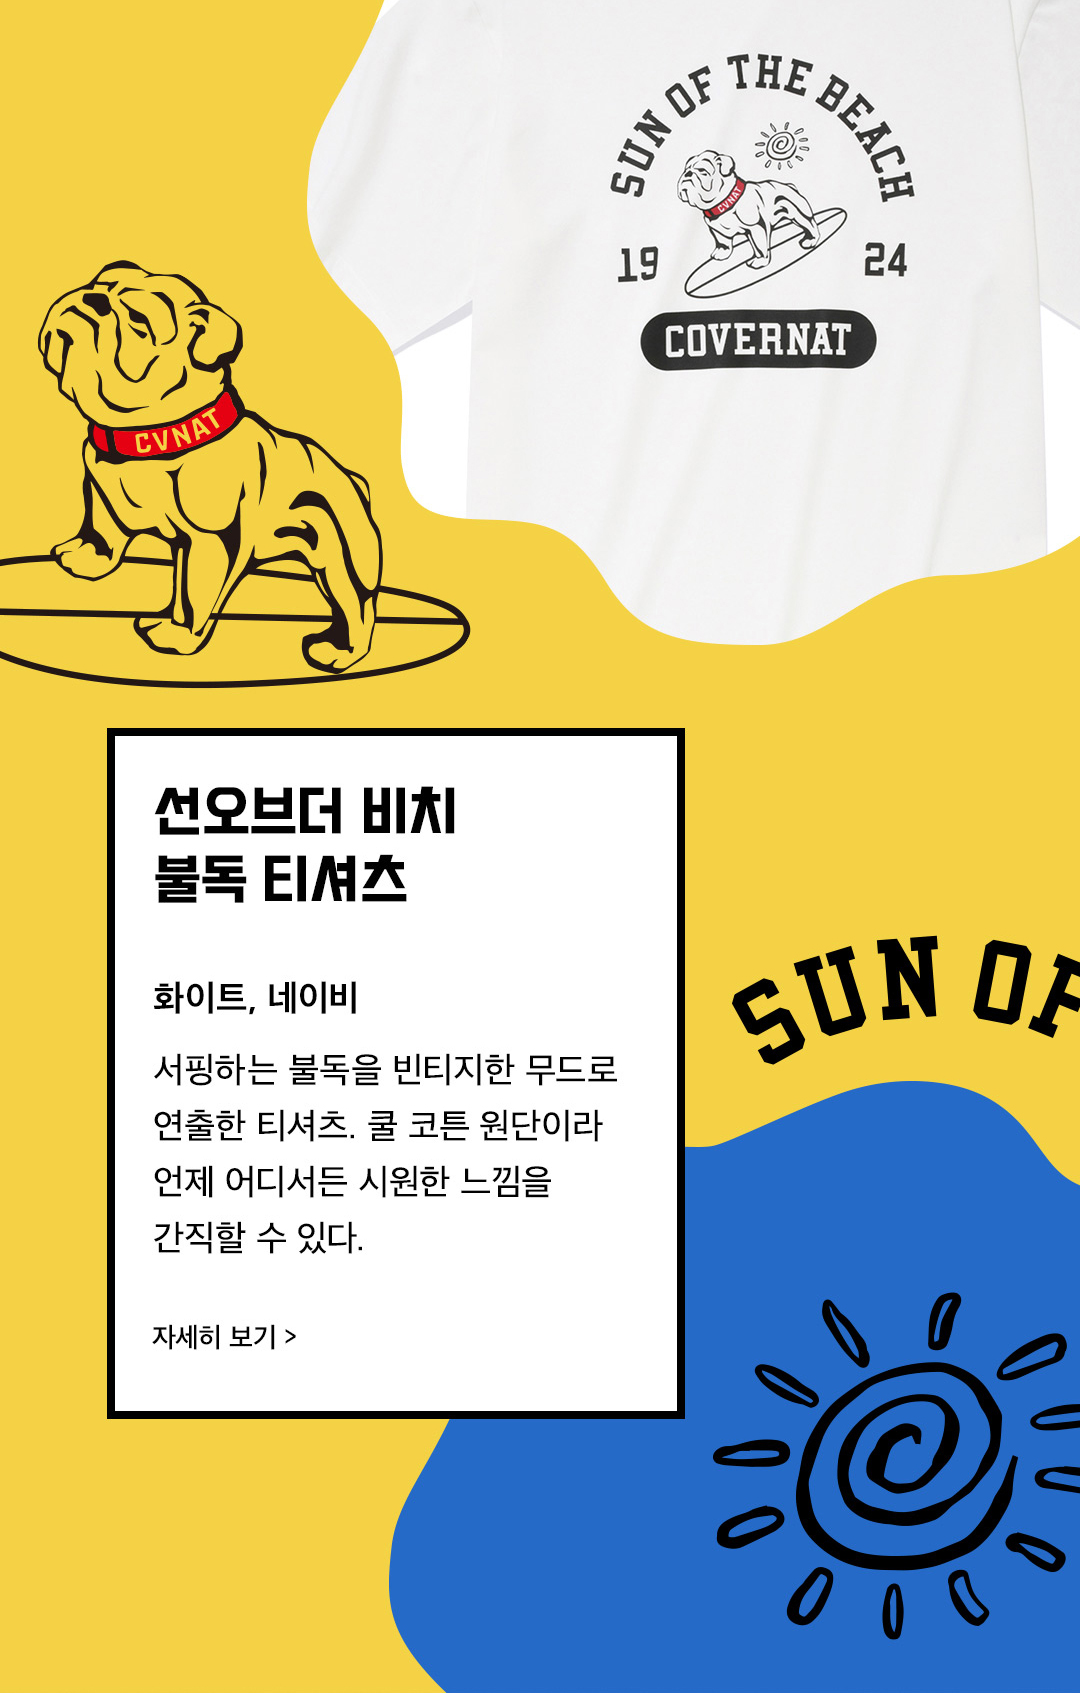 SUN OF THE BEACH
CVNAT
19 24
COVERNAT
CVNAT
선오브더 비치
불독 티셔츠
화이트, 네이비
서핑하는 불독을 빈티지한 무드로
연출한 티셔츠. 쿨 코튼 원단이라
언제 어디서든 시원한 느낌을
간직할 수 있다.
자세히 보기 >
SUN OF